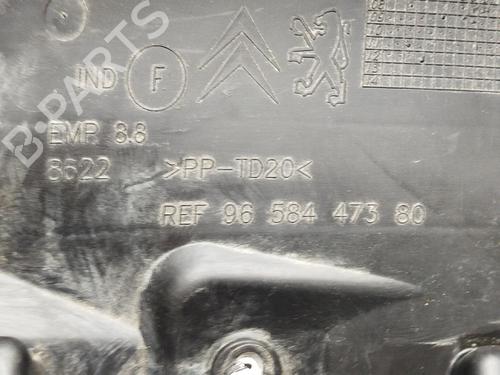 IND F
EMP 8.8
8622 >PP-TD20<
REF 96 584 473 80
B-PARTS